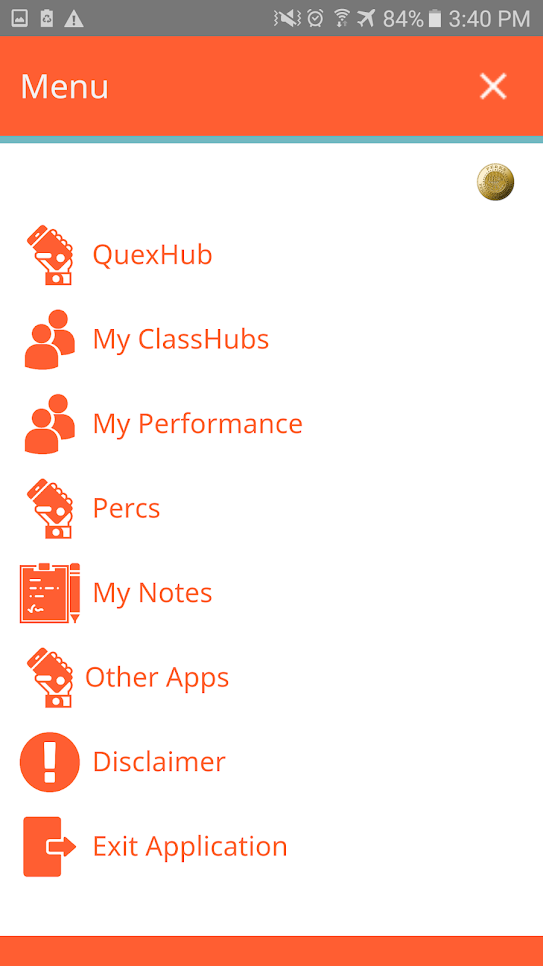 84% 3:40 PM
Menu
QuexHub
My ClassHubs
My Performance
Percs
My Notes
Other Apps
Disclaimer
Exit Application